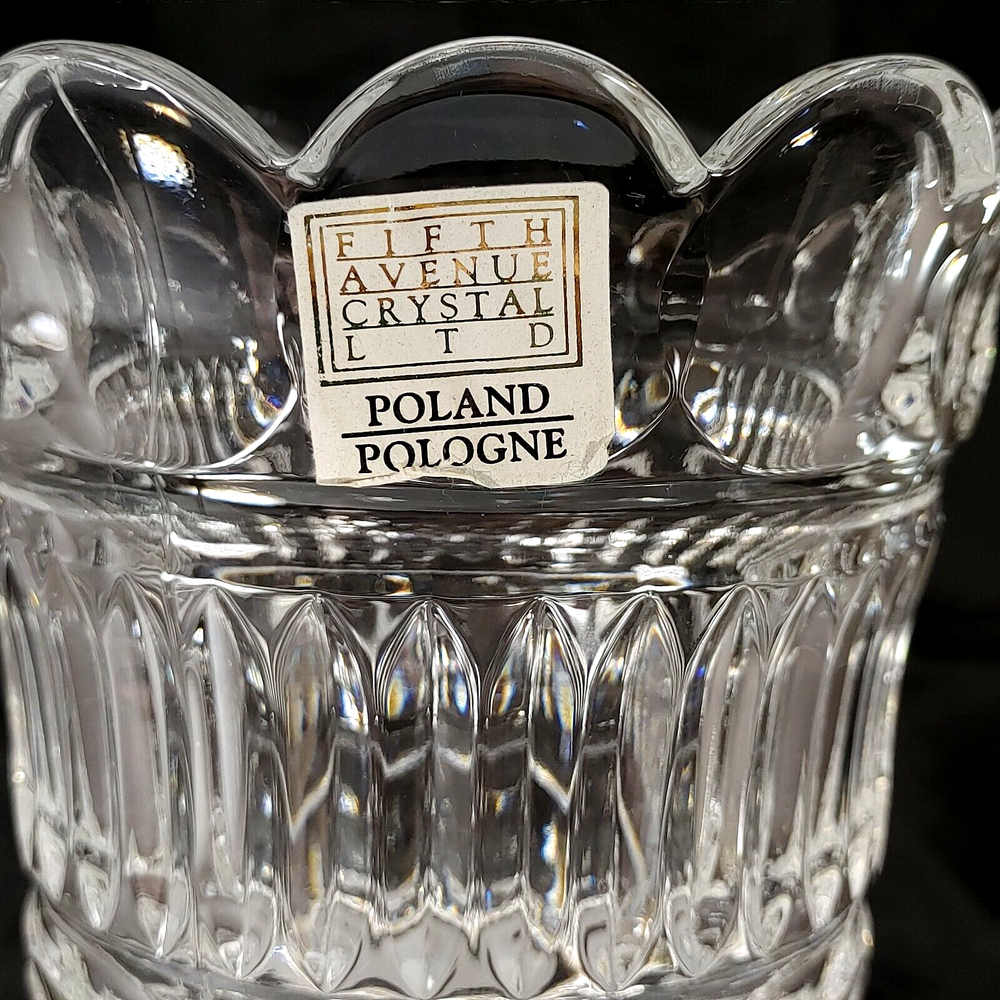 FIFTH
AVENUE
CRYSTAL
LTD
POLAND
POLOGNE